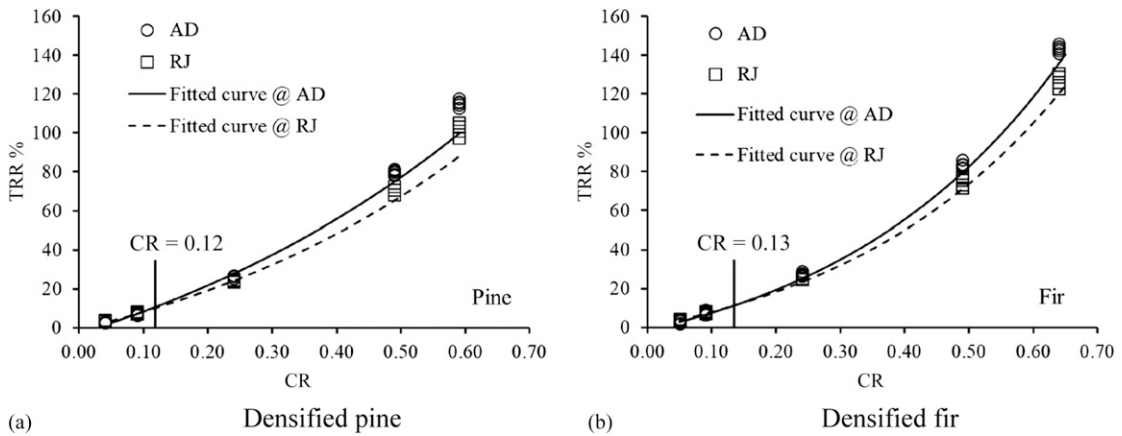 160
140
120
100
80
60
40
20
0
TRR %
AD
RJ
Fitted curve @ AD
Fitted curve @ RJ
CR = 0.12
Pine
0.00 0.10 0.20 0.30 0.40 0.50 0.60 0.70
CR
(a) Densified pine
160
140
120
100
80
60
40
20
0
TRR %
AD
RJ
Fitted curve @ AD
Fitted curve @ RJ
CR = 0.13
Fir
0.00 0.10 0.20 0.30 0.40 0.50 0.60 0.70
CR
(b) Densified fir